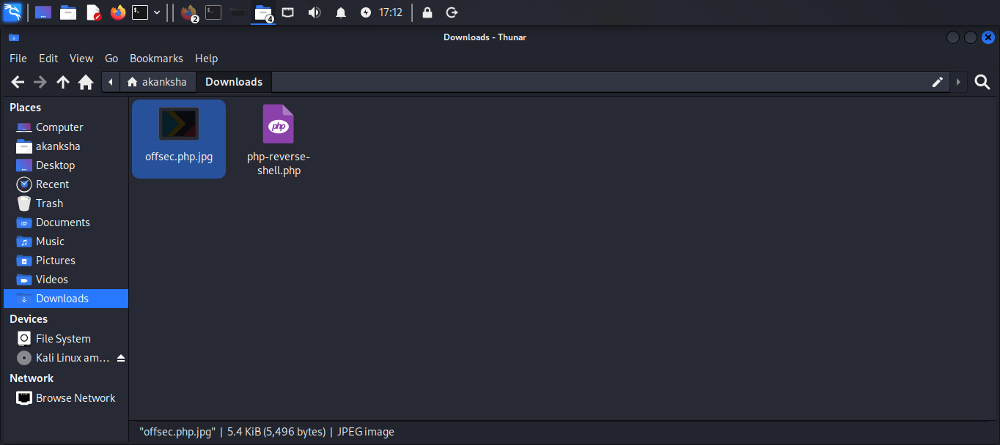 2
4
17:12
Downloads - Thunar
File Edit View Go Bookmarks Help
akanksha Downloads
Places
Computer
akanksha
Desktop
Recent
Trash
Documents
Music
Pictures
Videos
Downloads
Devices
File System
Kali Linux am...
Network
Browse Network
offsec.php.jpg
php
php-reverse-
shell.php
"offsec.php.jpg" | 5.4 KiB (5,496 bytes) | JPEG image